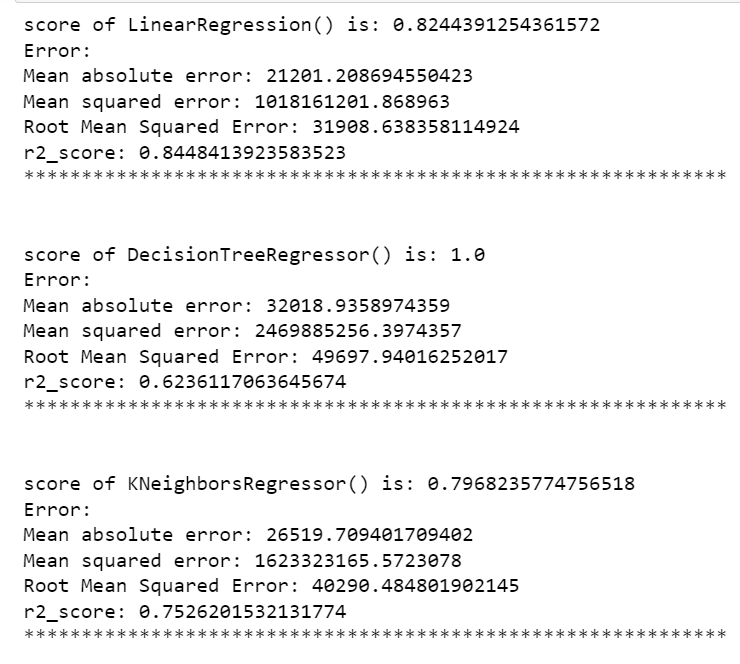 score of LinearRegression() is: 0.8244391254361572
Error:
Mean absolute error: 21201.208694550423
Mean squared error: 1018161201.868963
Root Mean Squared Error: 31908.638358114924
r2_score: 0.8448413923583523
*************************************************************
score of DecisionTreeRegressor() is: 1.0
Error:
Mean absolute error: 32018.9358974359
Mean squared error: 2469885256.3974357
Root Mean Squared Error: 49697.94016252017
r2_score: 0.6236117063645674
*************************************************************
score of KNeighborsRegressor() is: 0.7968235774756518
Error:
Mean absolute error: 26519.709401709402
Mean squared error: 1623323165.5723078
Root Mean Squared Error: 40290.484801902145
r2_score: 0.7526201532131774
*************************************************************